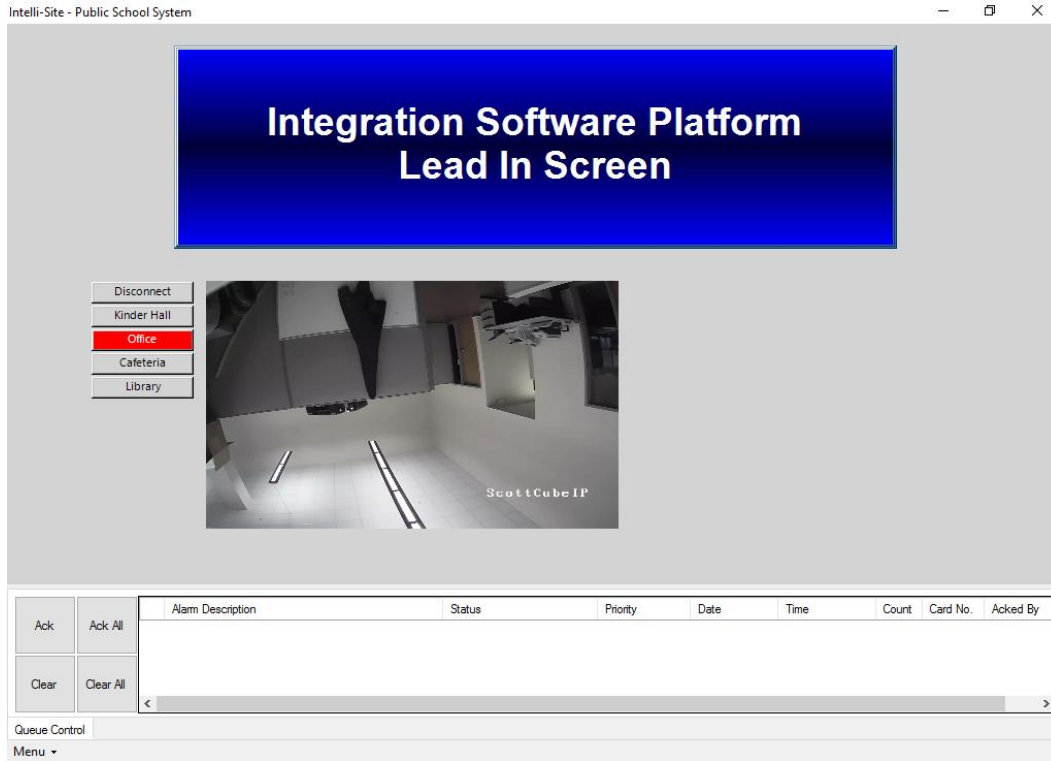 Intelli-Site - Public School System
Integration Software Platform
Lead In Screen
Disconnect
Kinder Hall
Office
Cafeteria
Library
ScottCubeIP
Ack
Ack All
Clear
Clear All
Alarm Description Status Priority Date Time Count Card No. Acked By
Queue Control
Menu